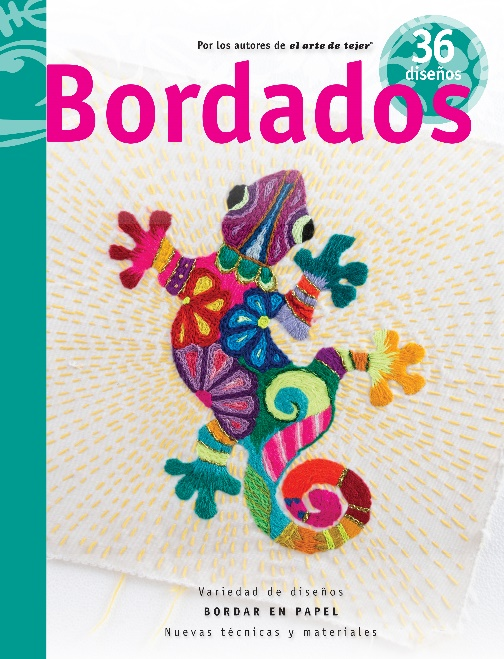 Por los autores de el arte de tejer
36
diseños
Bordados
Variedad de diseños
BORDAR EN PAPEL
Nuevas técnicas y materiales